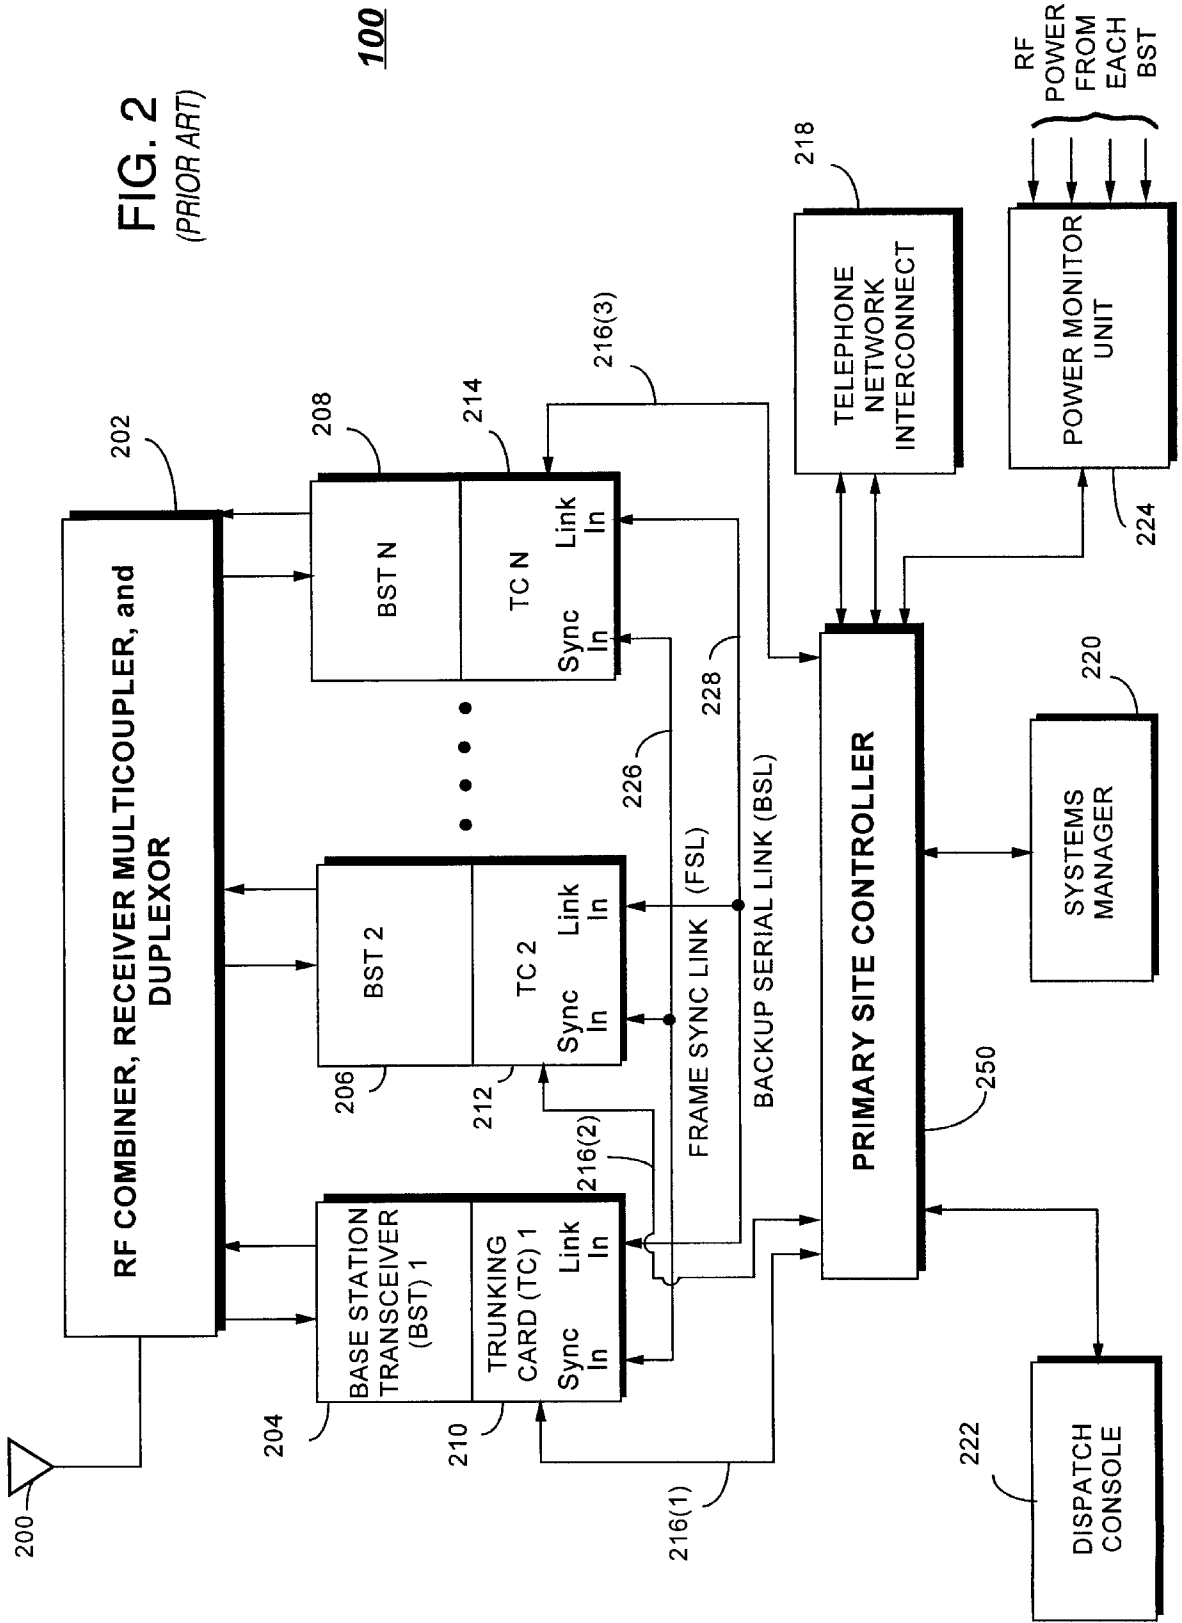 FIG. 2
(PRIOR ART)
100
200
RF COMBINER, RECEIVER MULTICOUPLER, and
DUPLEXOR
202
204
BASE STATION
TRANSCEIVER
(BST) 1
206
BST 2
BST N
208
210
TRUNKING
CARD (TC) 1
Sync
In
Link
In
212
TC 2
Sync
In
Link
In
TC N
Sync
In
Link
In
214
216(1)
216(2)
216(3)
FRAME SYNC LINK (FSL)
226
BACKUP SERIAL LINK (BSL)
228
PRIMARY SITE CONTROLLER
250
TELEPHONE
NETWORK
INTERCONNECT
218
222
DISPATCH
CONSOLE
SYSTEMS
MANAGER
220
224
POWER MONITOR
UNIT
RF
POWER
FROM
EACH
BST